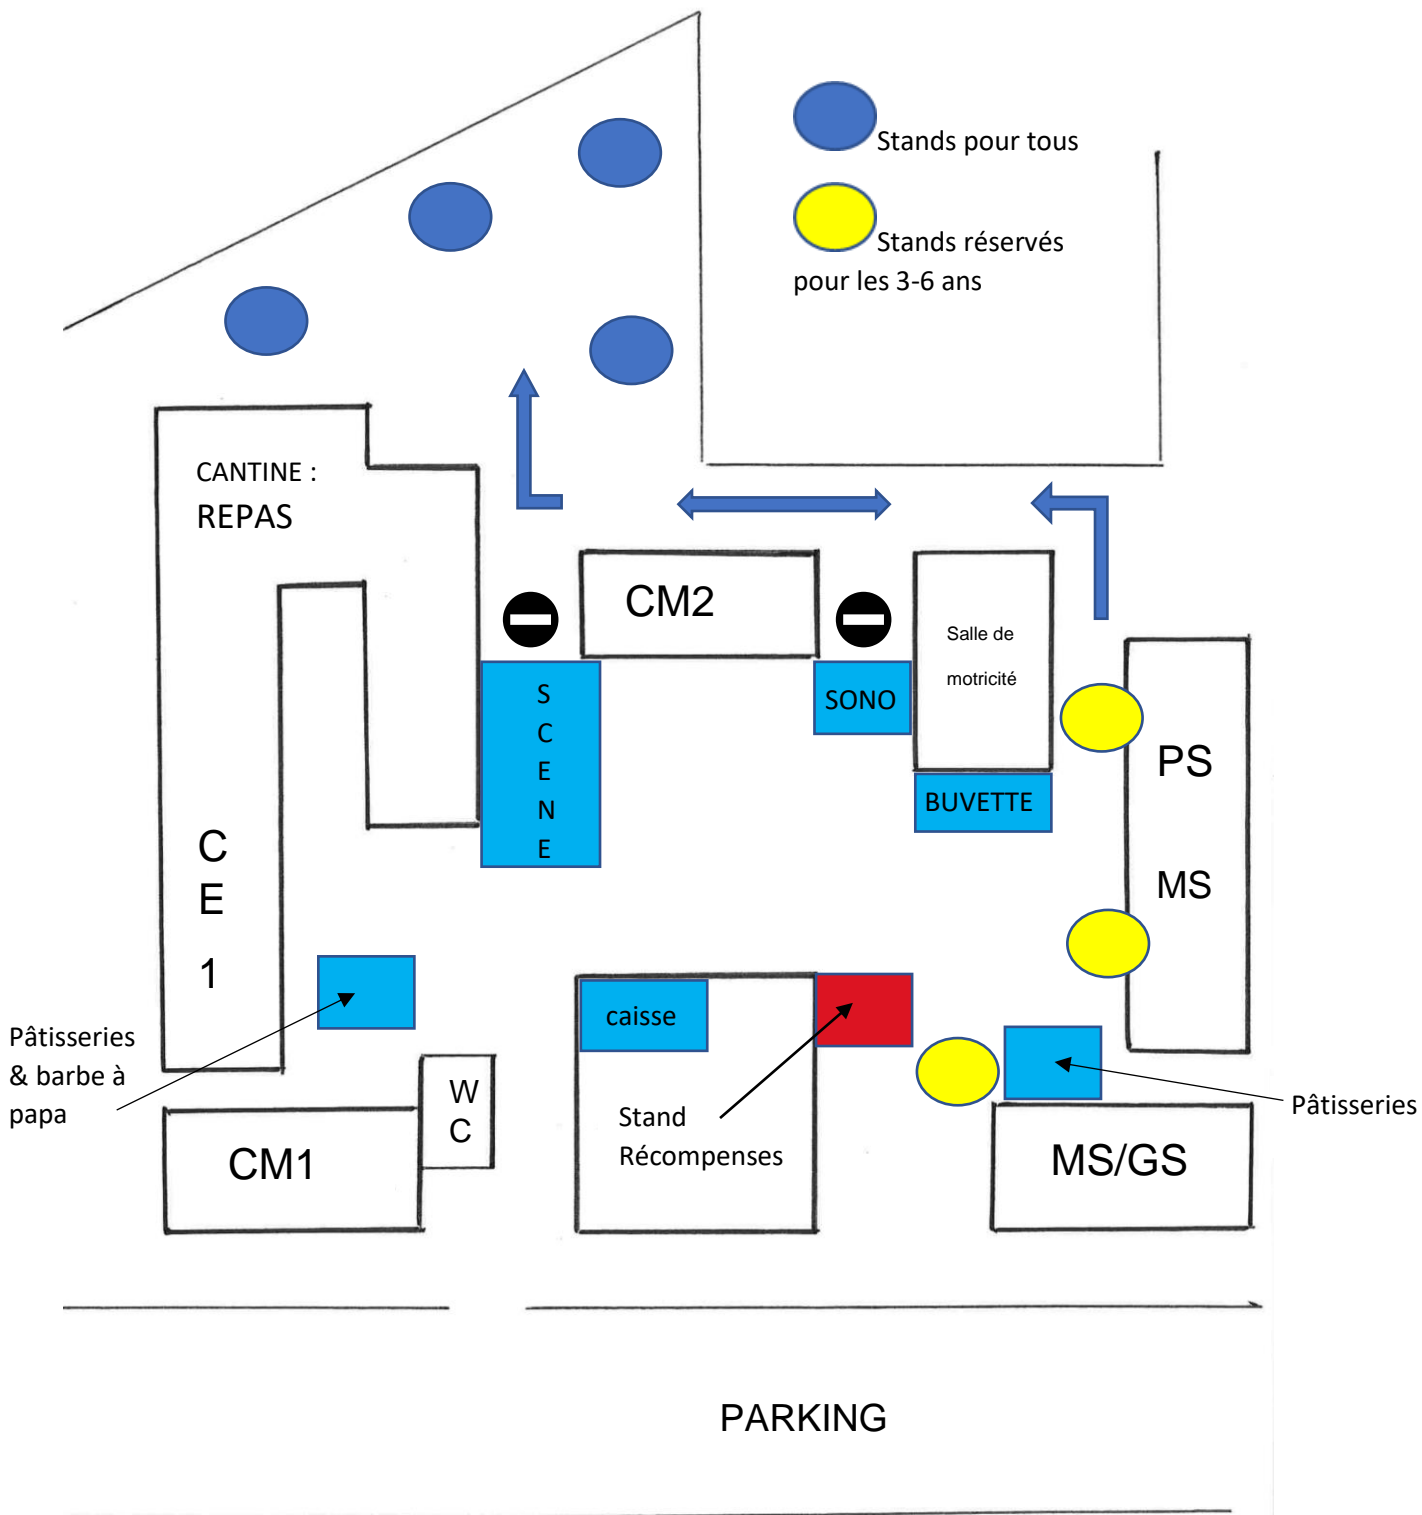 Stands pour tous
Stands réservés
pour les 3-6 ans
CANTINE :
REPAS
CM2
Salle de
motricité
S
C
E
N
E
SONO
BUVETTE
PS
MS
C
E
1
caisse
Pâtisseries
& barbe à
papa
W
C
Stand
Récompenses
Pâtisseries
CM1
MS/GS
PARKING